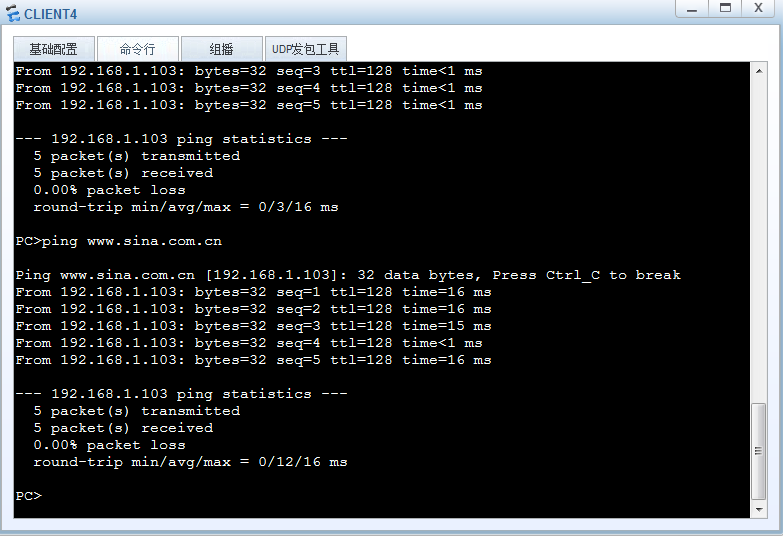 CLIENT4
基础配置 命令行 组播 UDP发包工具
From 192.168.1.103: bytes=32 seq=3 ttl=128 time<1 ms
From 192.168.1.103: bytes=32 seq=4 ttl=128 time<1 ms
From 192.168.1.103: bytes=32 seq=5 ttl=128 time<1 ms
--- 192.168.1.103 ping statistics ---
5 packet(s) transmitted
5 packet(s) received
0.00% packet loss
round-trip min/avg/max = 0/3/16 ms
PC>ping www.sina.com.cn
Ping www.sina.com.cn [192.168.1.103]: 32 data bytes, Press Ctrl_C to break
From 192.168.1.103: bytes=32 seq=1 ttl=128 time=16 ms
From 192.168.1.103: bytes=32 seq=2 ttl=128 time=16 ms
From 192.168.1.103: bytes=32 seq=3 ttl=128 time=15 ms
From 192.168.1.103: bytes=32 seq=4 ttl=128 time<1 ms
From 192.168.1.103: bytes=32 seq=5 ttl=128 time=16 ms
--- 192.168.1.103 ping statistics ---
5 packet(s) transmitted
5 packet(s) received
0.00% packet loss
round-trip min/avg/max = 0/12/16 ms
PC>